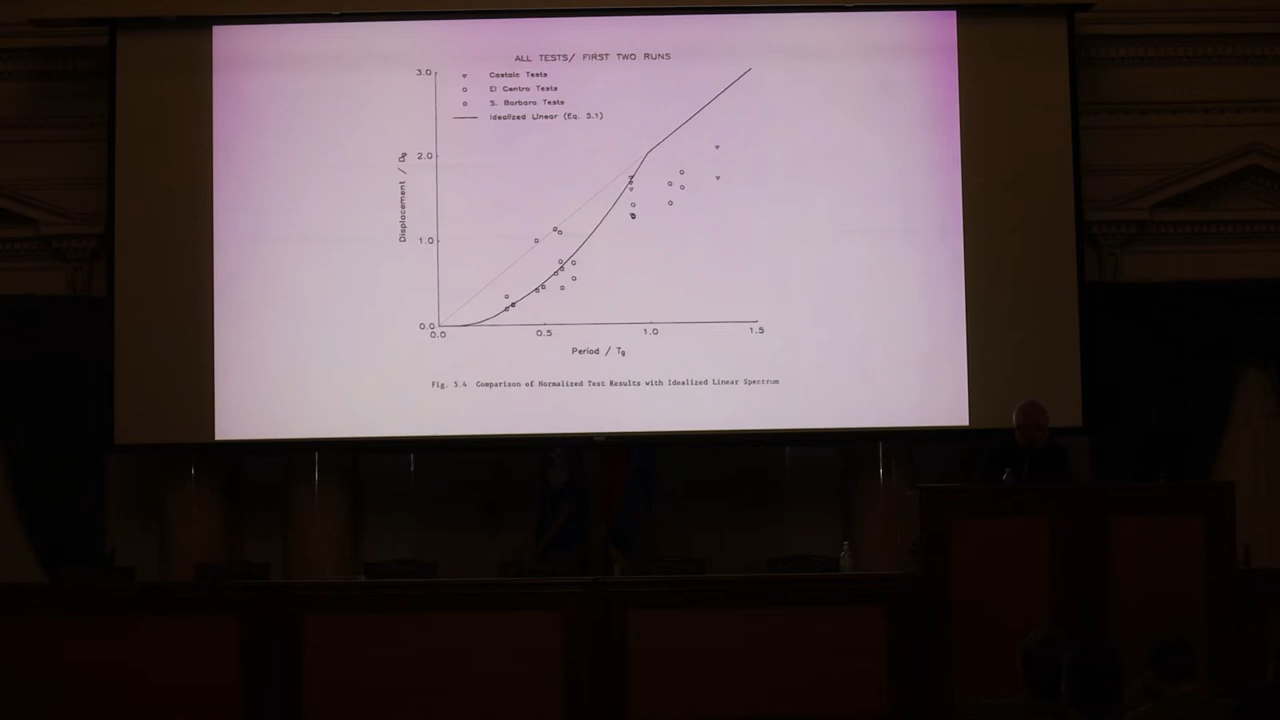 ALL TESTS/ FIRST TWO RUNS
3.0
Castaic Tests
El Centro Tests
S. Barbara Tests
Idealized Linear (Eq. 5.1)
2.0
Displacement / Dg
1.0
0.0
0.0 0.5 1.0 1.5
Period / Tg
Fig. 5.4 Comparison of Normalized Test Results with Idealized Linear Spectrum